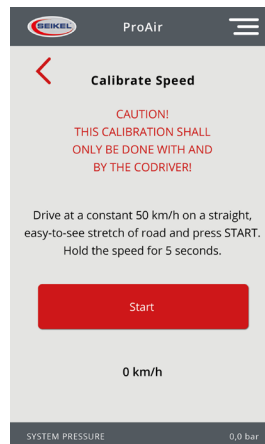 SEIKEL ProAir
Calibrate Speed
CAUTION!
THIS CALIBRATION SHALL
ONLY BE DONE WITH AND
BY THE CODRIVER!
Drive at a constant 50 km/h on a straight,
easy-to-see stretch of road and press START.
Hold the speed for 5 seconds.
Start
0 km/h
SYSTEM PRESSURE 0,0 bar